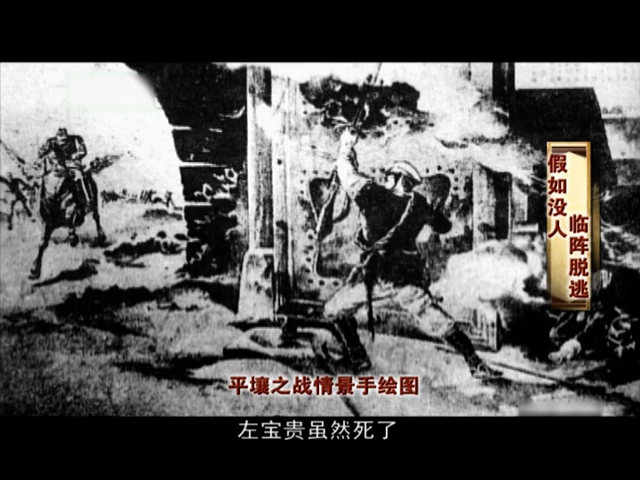 假如没人
临阵脱逃
平壤之战情景手绘图
左宝贵虽然死了